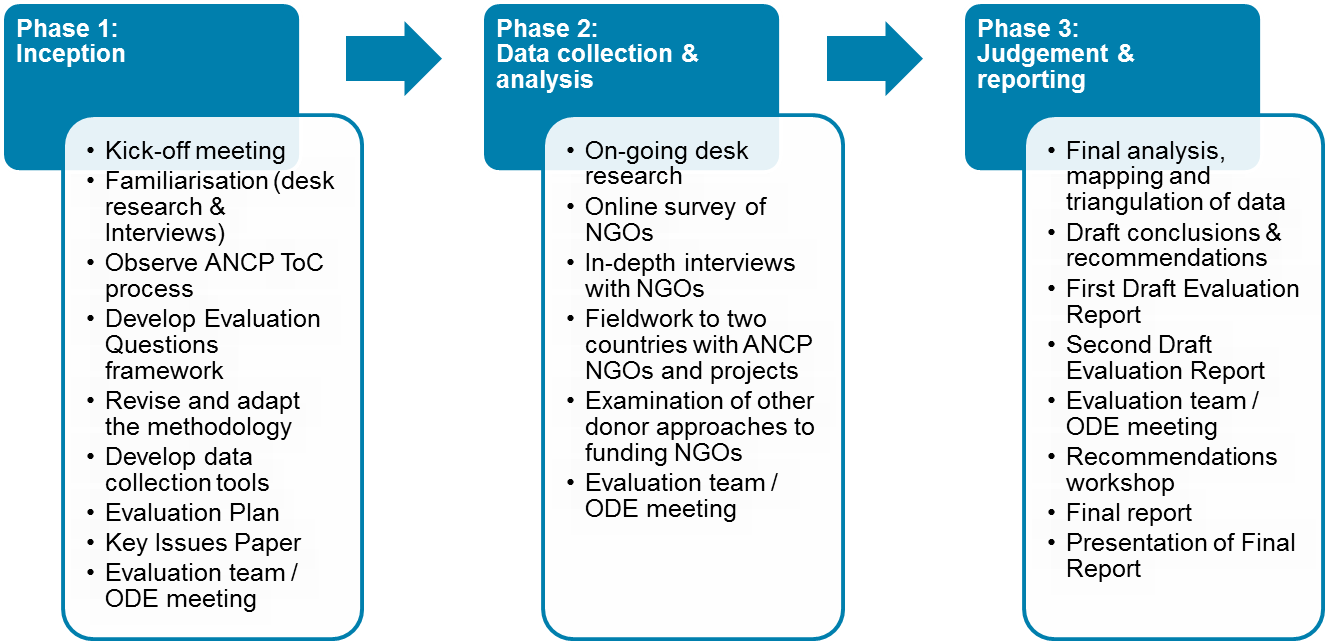 Phase 1:
Inception
• Kick-off meeting
• Familiarisation (desk
research &
Interviews)
• Observe ANCP ToC
process
• Develop Evaluation
Questions
framework
• Revise and adapt
the methodology
• Develop data
collection tools
• Evaluation Plan
• Key Issues Paper
• Evaluation team /
ODE meeting
Phase 2:
Data collection &
analysis
• On-going desk
research
• Online survey of
NGOs
• In-depth interviews
with NGOs
• Fieldwork to two
countries with ANCP
NGOs and projects
• Examination of other
donor approaches to
funding NGOs
• Evaluation team /
ODE meeting
Phase 3:
Judgement &
reporting
• Final analysis,
mapping and
triangulation of data
• Draft conclusions &
recommendations
• First Draft Evaluation
Report
• Second Draft
Evaluation Report
• Evaluation team /
ODE meeting
• Recommendations
workshop
• Final report
• Presentation of Final
Report